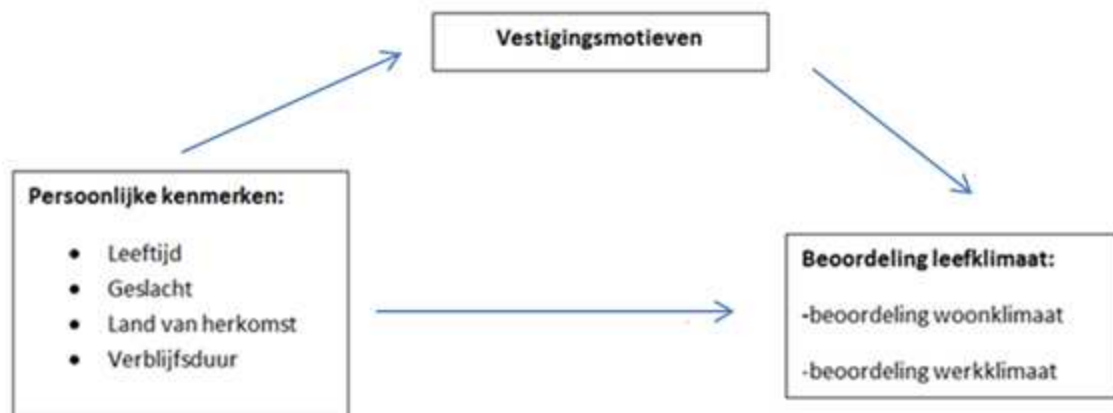 Vestigingsmotieven
Persoonlijke kenmerken:
• Leeftijd
• Geslacht
• Land van herkomst
• Verblijfsduur
Beoordeling leefklimaat:
-beoordeling woonklimaat
-beoordeling werkklimaat